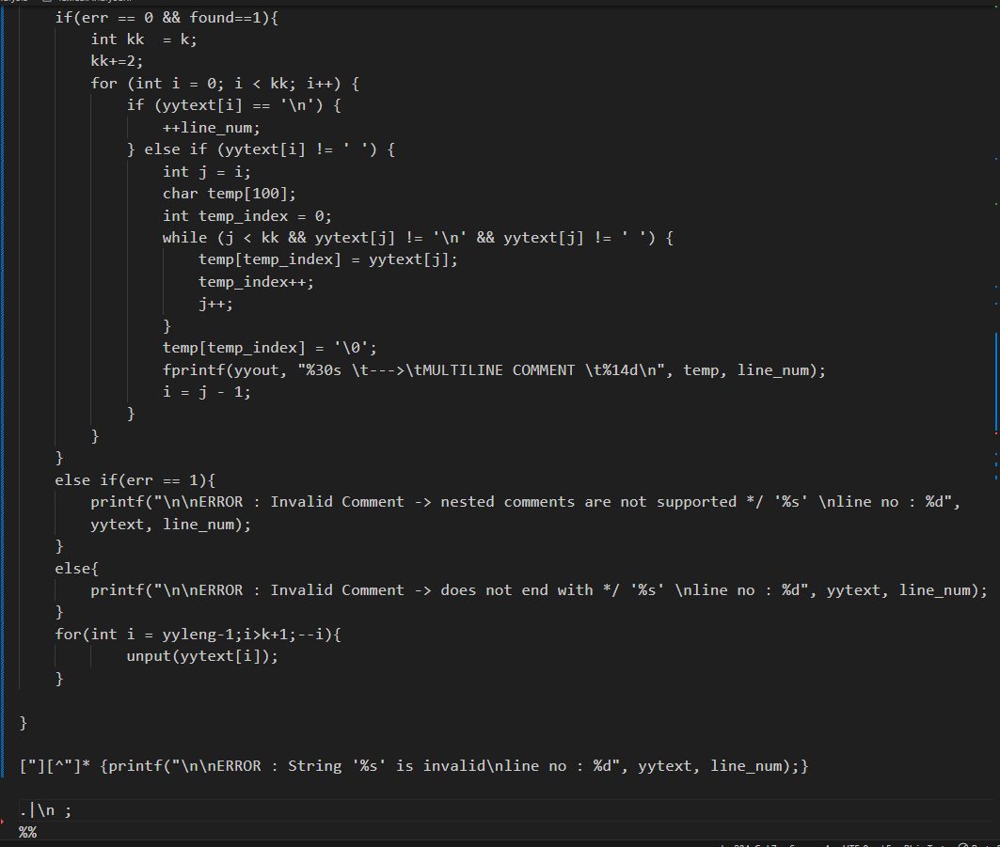 if(err == 0 && found==1){
int kk  = k;
kk+=2;
for (int i = 0; i < kk; i++) {
if (yytext[i] == '\n') {
++line_num;
} else if (yytext[i] != ' ') {
int j = i;
char temp[100];
int temp_index = 0;
while (j < kk && yytext[j] != '\n' && yytext[j] != ' ') {
temp[temp_index] = yytext[j];
temp_index++;
j++;
}
temp[temp_index] = '\0';
fprintf(yyout, "%30s \t--->\tMULTILINE COMMENT \t%14d\n", temp, line_num);
i = j - 1;
}
}
}
else if(err == 1){
printf("\n\nERROR : Invalid Comment -> nested comments are not supported */ '%s' \nline no : %d",
yytext, line_num);
}
else{
printf("\n\nERROR : Invalid Comment -> does not end with */ '%s' \nline no : %d", yytext, line_num);
}
for(int i = yyleng-1;i>k+1;--i){
unput(yytext[i]);
}
}
["][^"]* {printf("\n\nERROR : String '%s' is invalid\nline no : %d", yytext, line_num);}
.|\n ;
%%